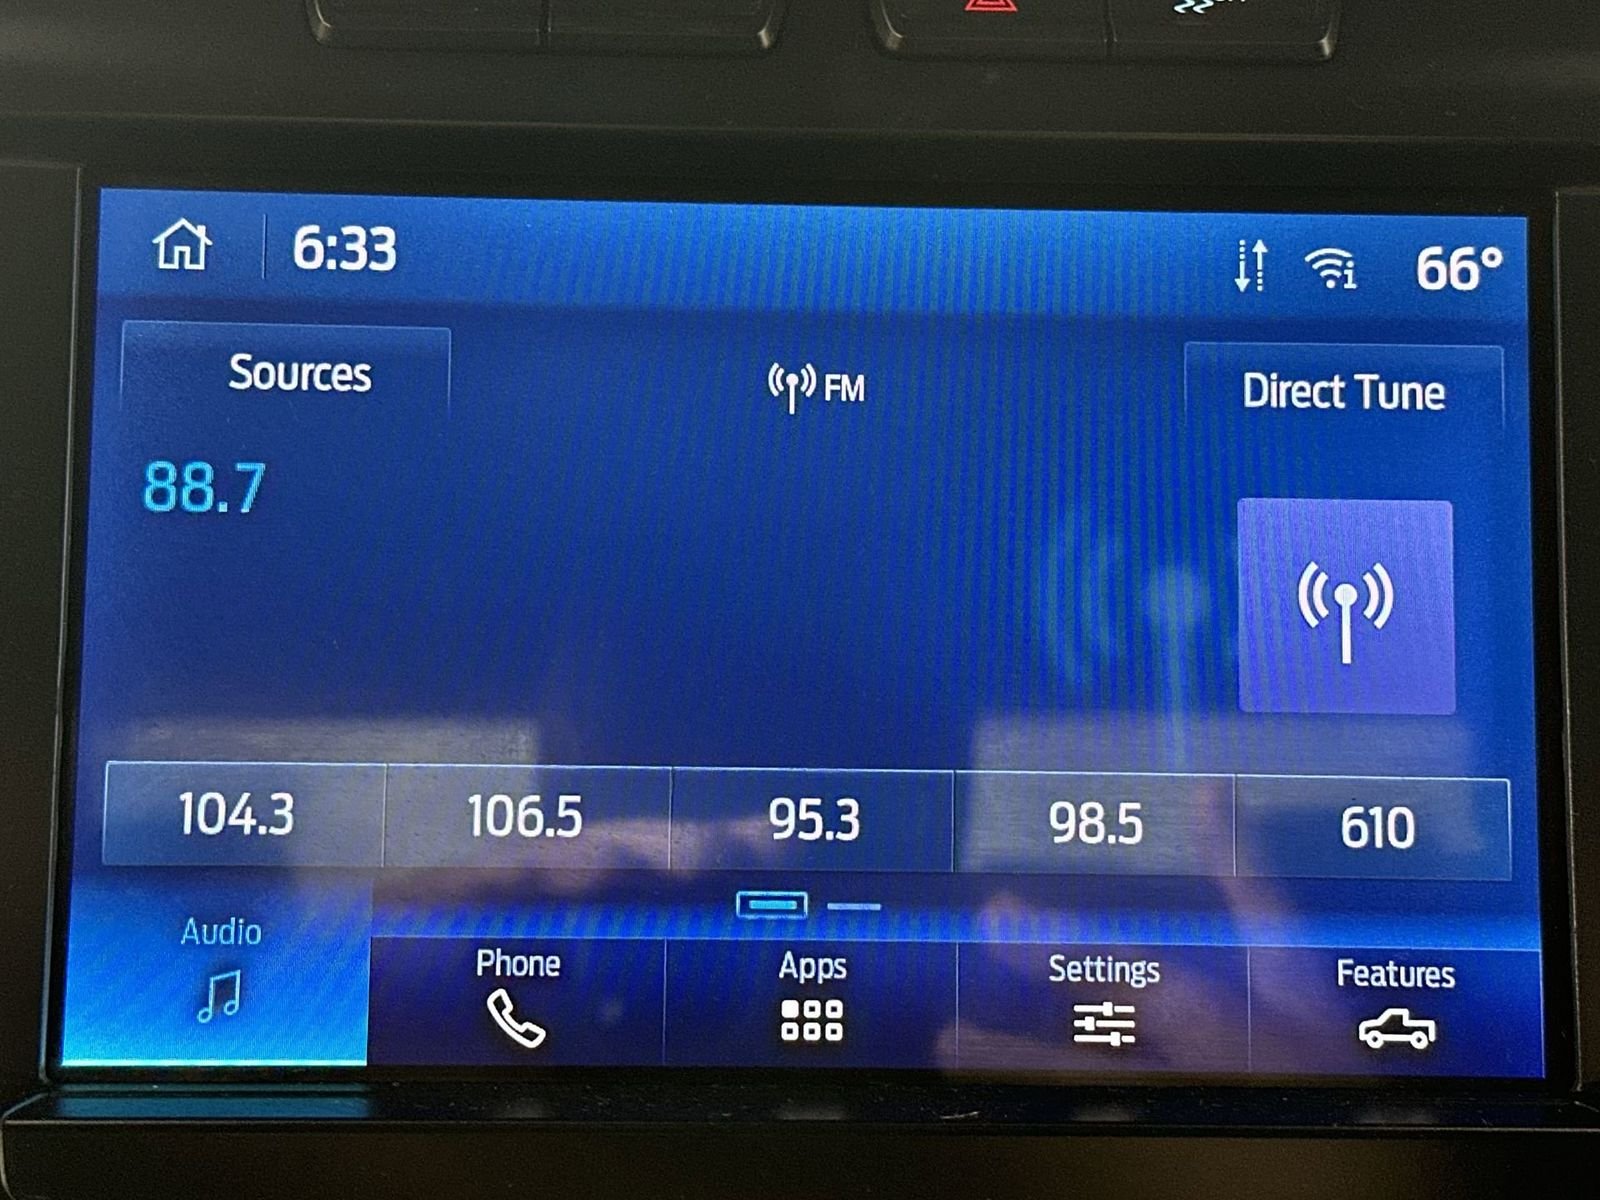 6:33
66°
Sources
FM
Direct Tune
88.7
104.3 106.5 95.3 98.5 610
Audio
Phone Apps Settings Features